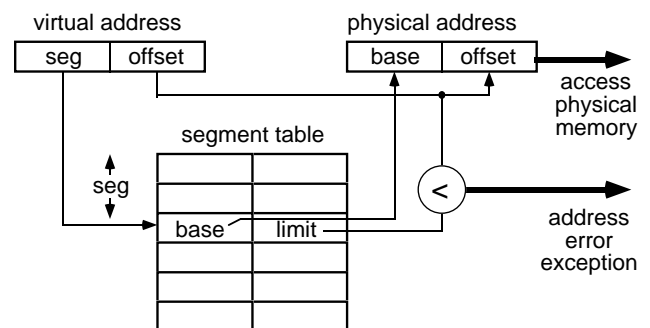 virtual address
physical address
seg offset
base offset
access
physical
memory
segment table
seg
<
base limit
address
error
exception